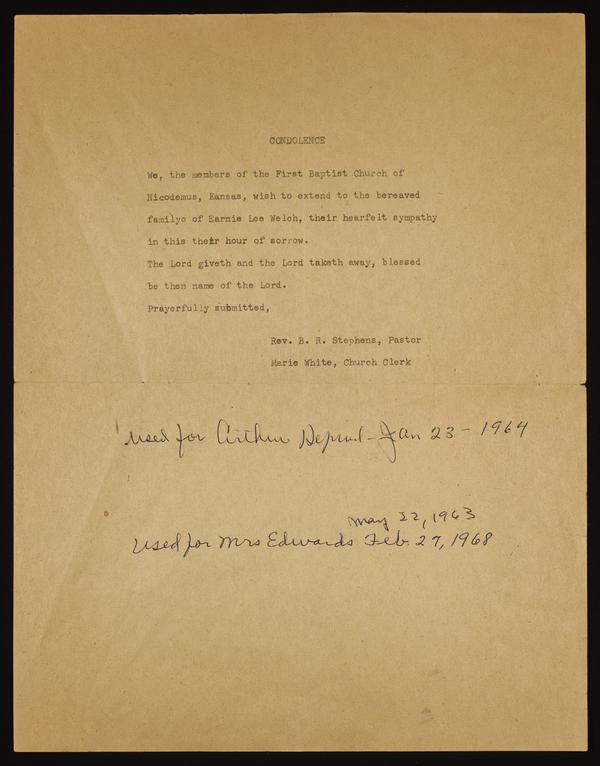 CONDOLENCE
We, the members of the First Baptist Church of
Nicodemus, Kansas, wish to extend to the bereaved
familyo of Earnie Lee Welch, their hearfelt sympathy
in this their hour of sorrow.
The Lord giveth and the Lord taketh away, blessed
be then name of the Lord.
Prayerfully submitted,
Rev. B. R. Stephens, Pastor
Marie White, Church Clerk
Used for Arthur Jan 23 - 1964
May 22, 1963
Used for Mrs Edwards Feb. 27, 1968